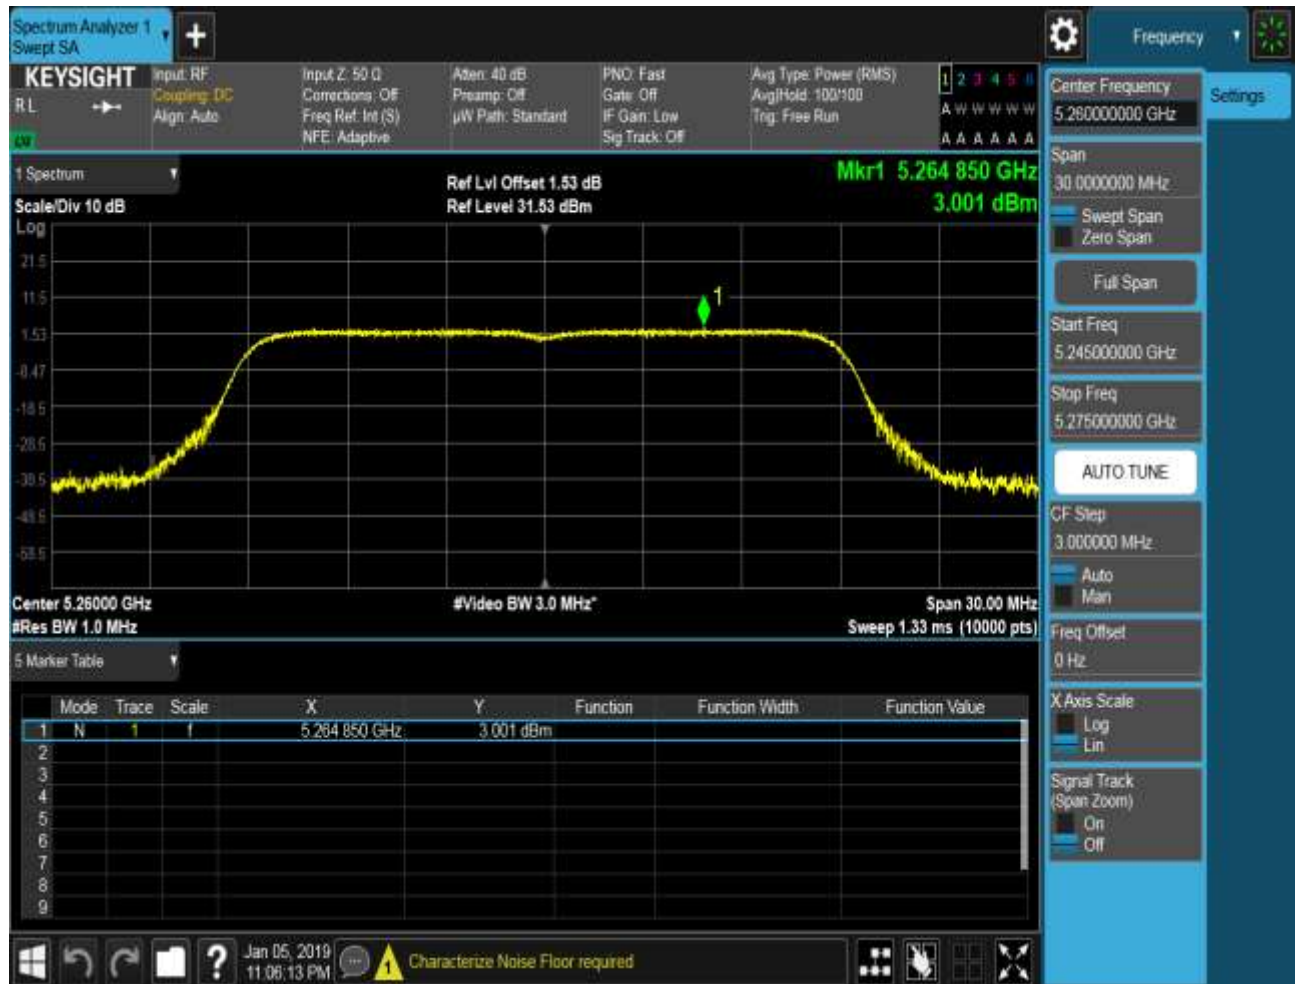 Spectrum Analyzer 1
Swept SA
Frequency
KEYSIGHT
R L
Input: RF
Coupling: DC
Align: Auto
Input Z: 50 Ω
Corrections: Off
Freq Ref: Int (S)
NFE: Adaptive
Atten: 40 dB
Preamp: Off
µW Path: Standard
PNO: Fast
Gate: Off
IF Gain: Low
Sig Track: Off
Avg Type: Power (RMS)
Avg|Hold: 100/100
Trig: Free Run
1 2 3 4 5 6
A W W W W W
A A A A A A
1 Spectrum
Scale/Div 10 dB
Ref Lvl Offset 1.53 dB
Ref Level 31.53 dBm
Mkr1 5.264 850 GHz
3.001 dBm
Log
21.5
11.5
1.53
-8.47
-18.5
-28.5
-38.5
-48.5
-58.5
1
Center 5.26000 GHz
#Video BW 3.0 MHz*
Span 30.00 MHz
#Res BW 1.0 MHz
Sweep 1.33 ms (10000 pts)
5 Marker Table
Mode Trace Scale X Y Function Function Width Function Value
1 N 1 f 5.264 850 GHz 3.001 dBm
2
3
4
5
6
7
8
9
Jan 05, 2019
11:06:13 PM
Characterize Noise Floor required
Center Frequency
5.260000000 GHz
Settings
Span
30.0000000 MHz
Swept Span
Zero Span
Full Span
Start Freq
5.245000000 GHz
Stop Freq
5.275000000 GHz
AUTO TUNE
CF Step
3.000000 MHz
Auto
Man
Freq Offset
0 Hz
X Axis Scale
Log
Lin
Signal Track
(Span Zoom)
On
Off